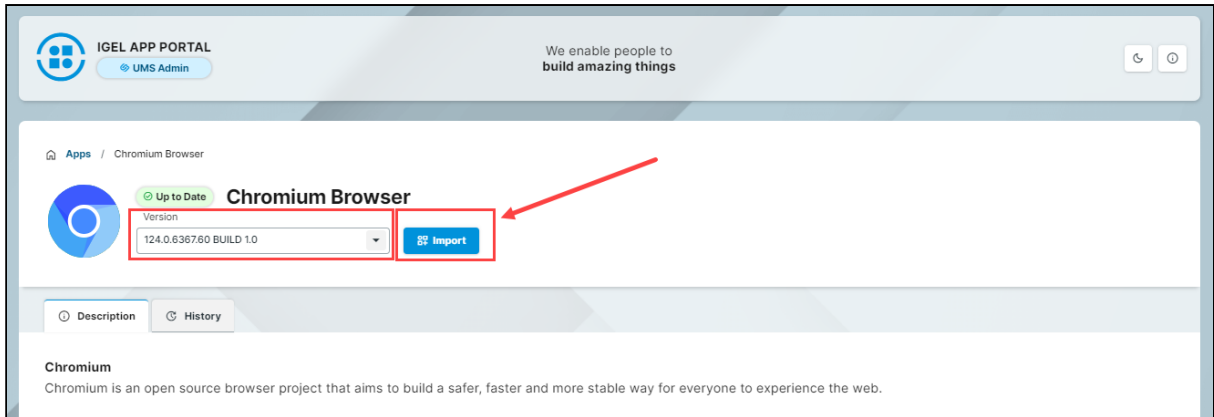 IGEL APP PORTAL
UMS Admin
We enable people to
build amazing things
Apps / Chromium Browser
Up to Date Chromium Browser
Version
124.0.6367.60 BUILD 1.0
Import
Description
History
Chromium
Chromium is an open source browser project that aims to build a safer, faster and more stable way for everyone to experience the web.